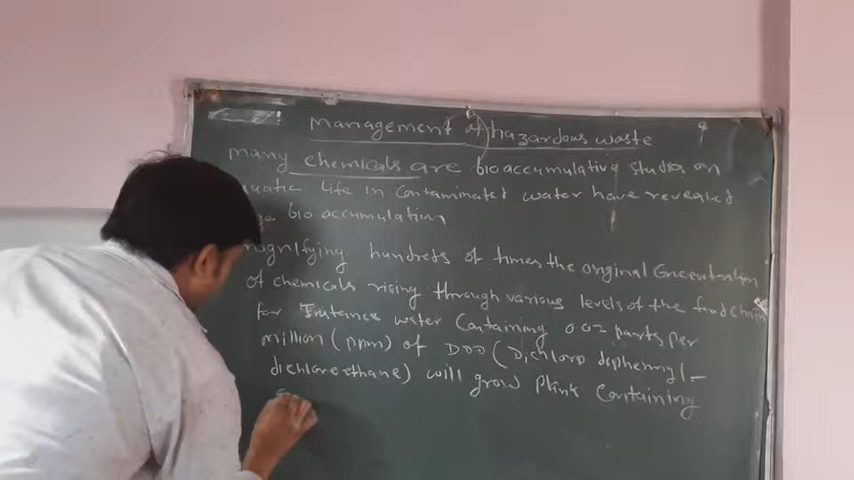 management of hazardous waste
many chemicals are bioaccumulative studies on
aquatic life in contaminated water have revealed
bio accumulation
magnifying hundreds of times, the original concentration
of chemicals rising through various levels of the food chain
for Instance water containing 0.02 parts per
million (ppm) of DDD (Dichloro diphenyl-
dichloroethane) will grow containing